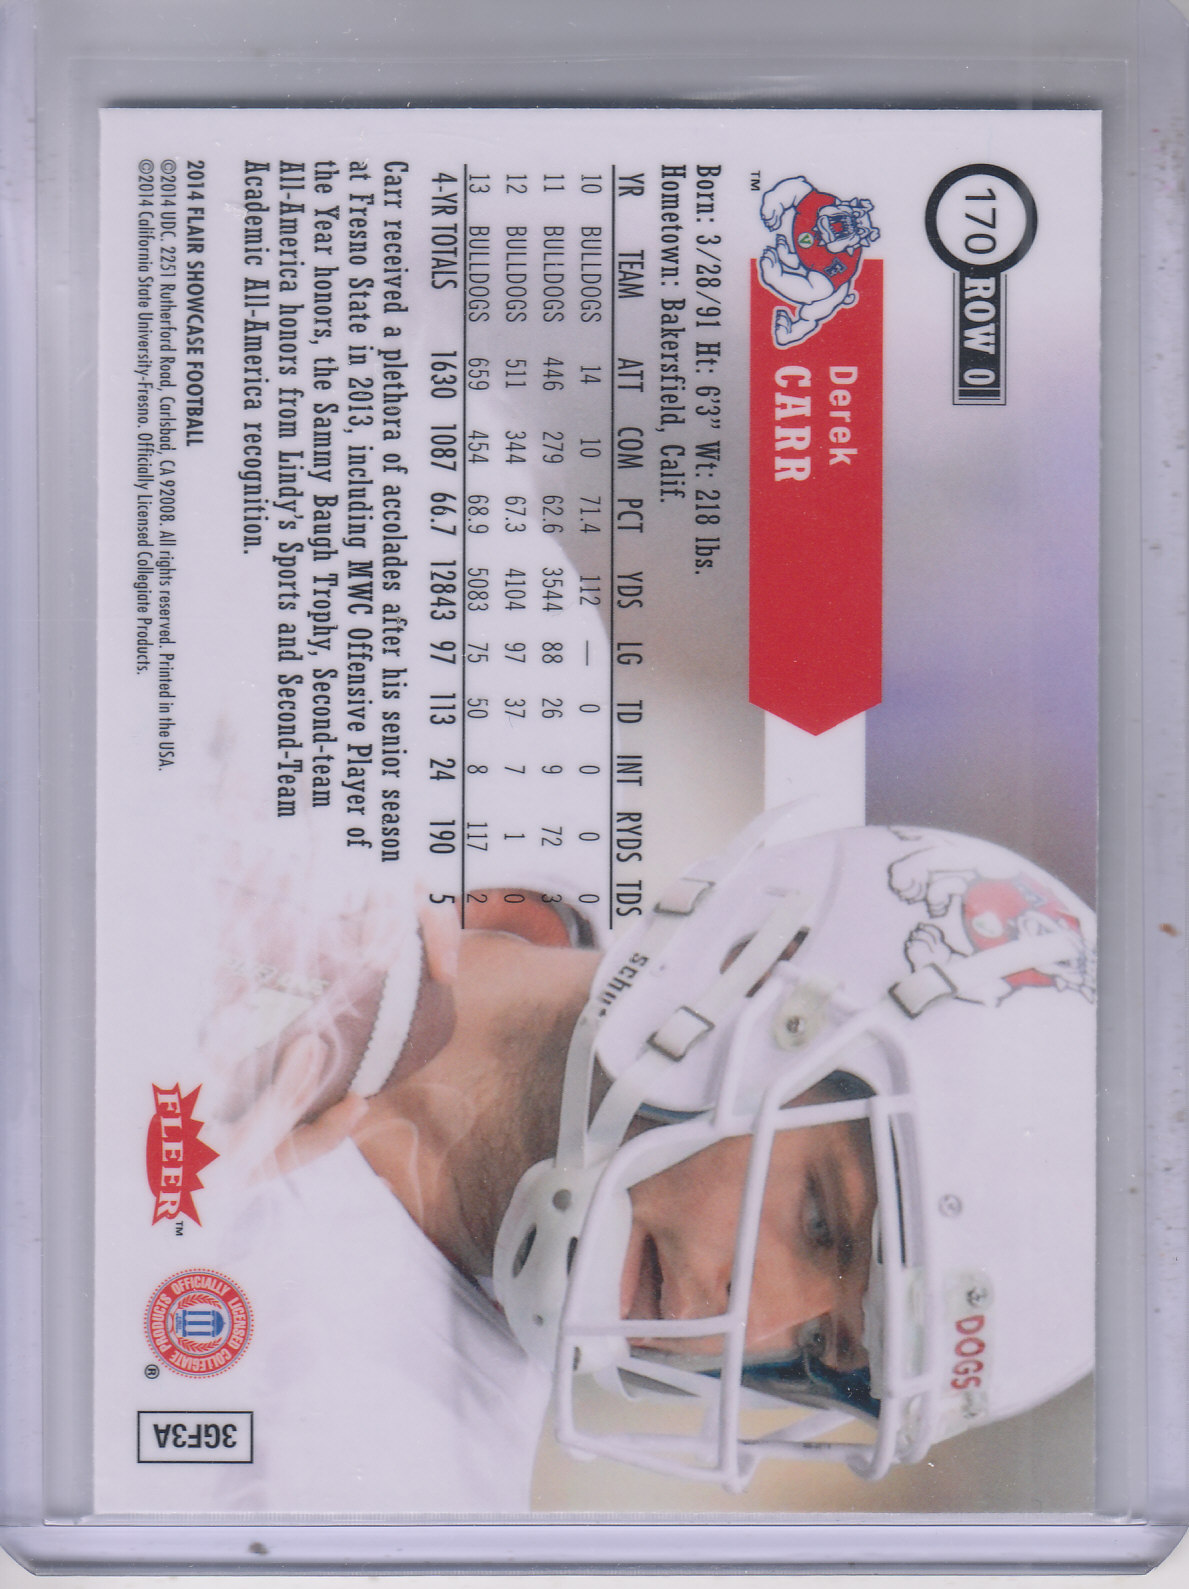 170 ROW 0
Derek
CARR
TM
Born: 3/28/91 Ht: 6'3" Wt: 218 lbs.
Hometown: Bakersfield, Calif.
YR TEAM ATT COM PCT YDS LG TD INT RYDS TDS
10 BULLDOGS 14 10 71.4 112 — 0 0 0 0
11 BULLDOGS 446 279 62.6 3544 88 26 9 72 3
12 BULLDOGS 511 344 67.3 4104 97 37 7 1 0
13 BULLDOGS 659 454 68.9 5083 75 50 8 117 2
4-YR TOTALS 1630 1087 66.7 12843 97 113 24 190 5
Carr received a plethora of accolades after his senior season
at Fresno State in 2013, including MWC Offensive Player of
the Year honors, the Sammy Baugh Trophy, Second-team
All-America honors from Lindy's Sports and Second-Team
Academic All-America recognition.
2014 FLAIR SHOWCASE FOOTBALL
©2014 UDC. 2251 Rutherford Road, Carlsbad, CA 92008. All rights reserved. Printed in the USA.
©2014 California State University-Fresno. Officially Licensed Collegiate Products.
schu
DOGS
FLEER™
OFFICIALLY LICENSED COLLEGIATE PRODUCTS
®
3GF3A